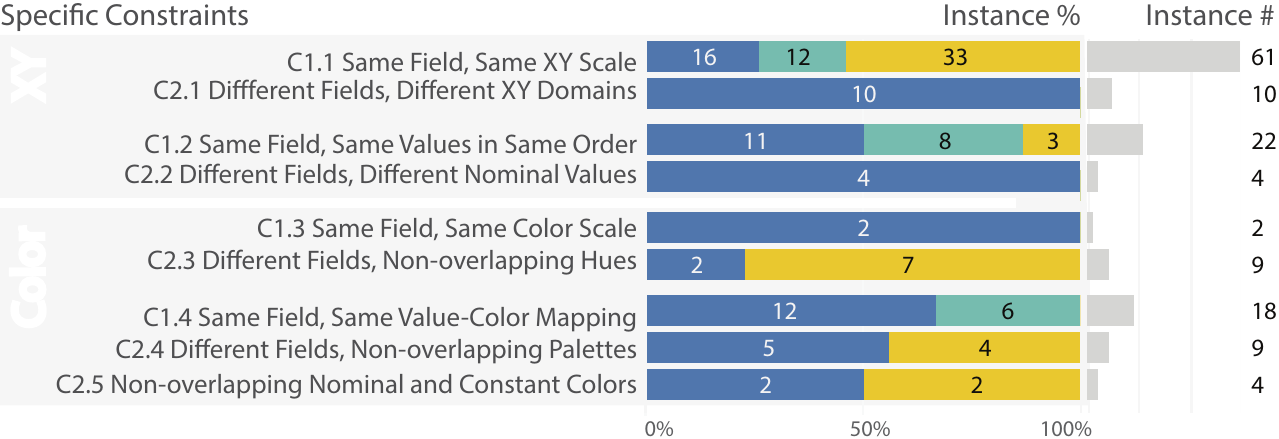 Specific Constraints Instance % Instance #
XY
C1.1 Same Field, Same XY Scale 16 12 33 61
C2.1 Diffferent Fields, Different XY Domains 10 10
C1.2 Same Field, Same Values in Same Order 11 8 3 22
C2.2 Different Fields, Different Nominal Values 4 4
Color
C1.3 Same Field, Same Color Scale 2 2
C2.3 Different Fields, Non-overlapping Hues 2 7 9
C1.4 Same Field, Same Value-Color Mapping 12 6 18
C2.4 Different Fields, Non-overlapping Palettes 5 4 9
C2.5 Non-overlapping Nominal and Constant Colors 2 2 4
0% 50% 100%